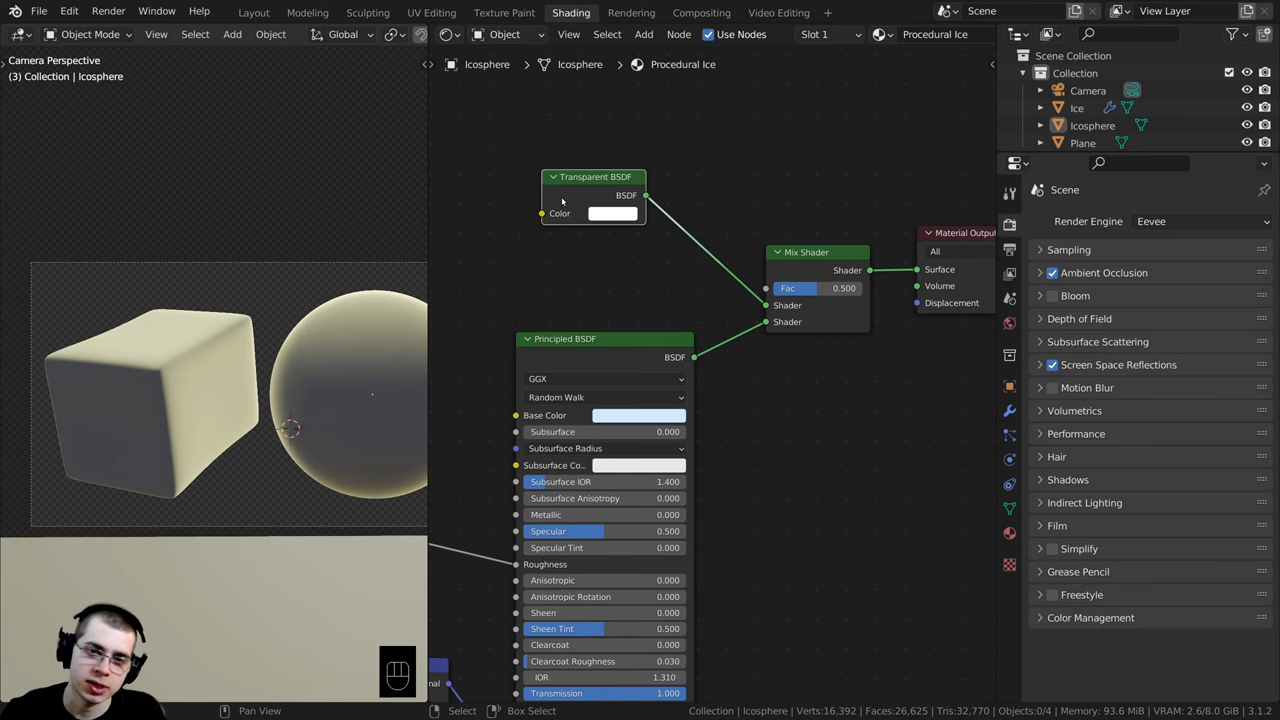 File Edit Render Window Help Layout Modeling Sculpting UV Editing Texture Paint Shading Rendering Compositing Video Editing Scene View Layer
Object Mode View Select Add Object Global
Object View Select Add Node Use Nodes Slot 1 Procedural Ice
Camera Perspective
(3) Collection | Icosphere
Icosphere Icosphere Procedural Ice
Transparent BSDF
BSDF
Color
Mix Shader
Shader
Fac 0.500
Shader
Shader
Material Outpu
All
Surface
Volume
Displacement
Principled BSDF
BSDF
GGX
Random Walk
Base Color
Subsurface 0.000
Subsurface Radius
Subsurface Co...
Subsurface IOR 1.400
Subsurface Anisotropy 0.000
Metallic 0.000
Specular 0.500
Specular Tint 0.000
Roughness
Anisotropic 0.000
Anisotropic Rotation 0.000
Sheen 0.000
Sheen Tint 0.500
Clearcoat 0.000
Clearcoat Roughness 0.030
IOR 1.310
Transmission 1.000
nal
Scene Collection
Collection
Camera
Ice
Icosphere
Plane
Scene
Render Engine Eevee
Sampling
Ambient Occlusion
Bloom
Depth of Field
Subsurface Scattering
Screen Space Reflections
Motion Blur
Volumetrics
Performance
Hair
Shadows
Indirect Lighting
Film
Simplify
Grease Pencil
Freestyle
Color Management
Pan View Select Box Select Collection | Icosphere | Verts:16,392 | Faces:26,625 | Tris:32,770 | Objects:0/4 | Memory: 93.6 MiB | VRAM: 2.6/8.0 GiB | 3.1.2